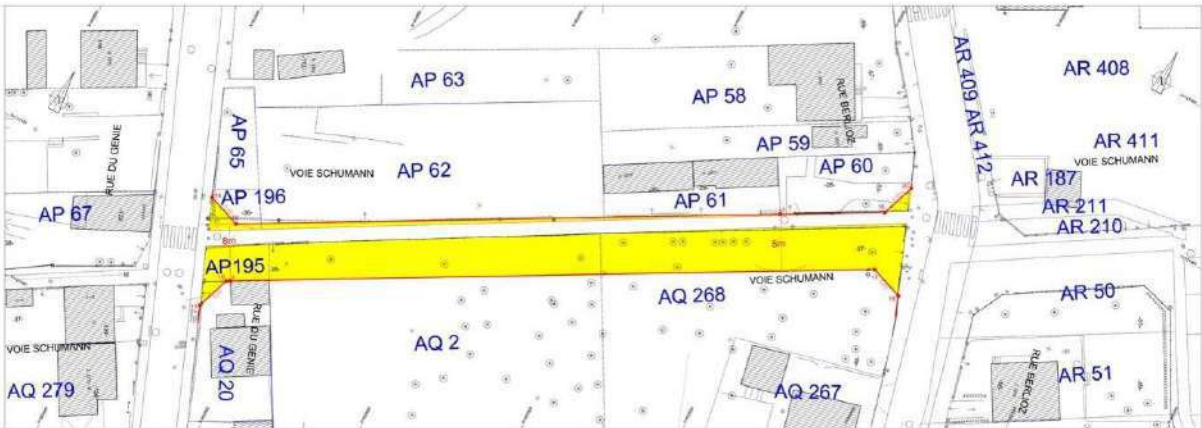 AP 63
AP 58
AR 409
AR 412
AR 408
RUE BERLIOZ
RUE DU GENIE
AP 65
AP 59
AR 411
VOIE SCHUMANN
AP 60
VOIE SCHUMANN
AP 62
AR 187
AP 67
AP 196
AP 61
AR 211
AR 210
8m
8m
AP195
VOIE SCHUMANN
AQ 268
AR 50
RUE DU GENIE
AQ 2
VOIE SCHUMANN
AQ 20
RUE BERLIOZ
AR 51
AQ 279
AQ 267